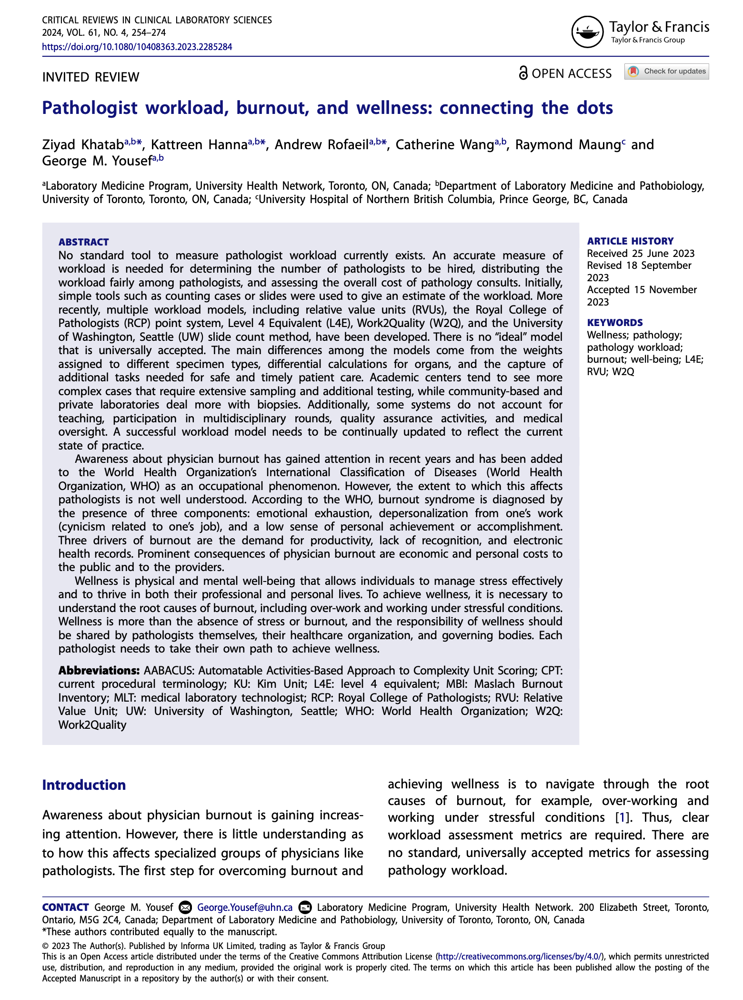 CRITICAL REVIEWS IN CLINICAL LABORATORY SCIENCES
2024, VOL. 61, NO. 4, 254–274
https://doi.org/10.1080/10408363.2023.2285284
Taylor & Francis
Taylor & Francis Group
INVITED REVIEW
OPEN ACCESS
Check for updates
Pathologist workload, burnout, and wellness: connecting the dots
Ziyad Khatab^a,b*, Kattreen Hanna^a,b*, Andrew Rofaeil^a,b*, Catherine Wang^a,b, Raymond Maung^c and
George M. Yousef^a,b
^aLaboratory Medicine Program, University Health Network, Toronto, ON, Canada; ^bDepartment of Laboratory Medicine and Pathobiology,
University of Toronto, Toronto, ON, Canada; ^cUniversity Hospital of Northern British Columbia, Prince George, BC, Canada
ABSTRACT
No standard tool to measure pathologist workload currently exists. An accurate measure of
workload is needed for determining the number of pathologists to be hired, distributing the
workload fairly among pathologists, and assessing the overall cost of pathology consults. Initially,
simple tools such as counting cases or slides were used to give an estimate of the workload. More
recently, multiple workload models, including relative value units (RVUs), the Royal College of
Pathologists (RCP) point system, Level 4 Equivalent (L4E), Work2Quality (W2Q), and the University
of Washington, Seattle (UW) slide count method, have been developed. There is no “ideal” model
that is universally accepted. The main differences among the models come from the weights
assigned to different specimen types, differential calculations for organs, and the capture of
additional tasks needed for safe and timely patient care. Academic centers tend to see more
complex cases that require extensive sampling and additional testing, while community-based and
private laboratories deal more with biopsies. Additionally, some systems do not account for
teaching, participation in multidisciplinary rounds, quality assurance activities, and medical
oversight. A successful workload model needs to be continually updated to reflect the current
state of practice.
Awareness about physician burnout has gained attention in recent years and has been added
to the World Health Organization’s International Classification of Diseases (World Health
Organization, WHO) as an occupational phenomenon. However, the extent to which this affects
pathologists is not well understood. According to the WHO, burnout syndrome is diagnosed by
the presence of three components: emotional exhaustion, depersonalization from one’s work
(cynicism related to one’s job), and a low sense of personal achievement or accomplishment.
Three drivers of burnout are the demand for productivity, lack of recognition, and electronic
health records. Prominent consequences of physician burnout are economic and personal costs to
the public and to the providers.
Wellness is physical and mental well-being that allows individuals to manage stress effectively
and to thrive in both their professional and personal lives. To achieve wellness, it is necessary to
understand the root causes of burnout, including over-work and working under stressful conditions.
Wellness is more than the absence of stress or burnout, and the responsibility of wellness should
be shared by pathologists themselves, their healthcare organization, and governing bodies. Each
pathologist needs to take their own path to achieve wellness.
Abbreviations: AABACUS: Automatable Activities-Based Approach to Complexity Unit Scoring; CPT:
current procedural terminology; KU: Kim Unit; L4E: level 4 equivalent; MBI: Maslach Burnout
Inventory; MLT: medical laboratory technologist; RCP: Royal College of Pathologists; RVU: Relative
Value Unit; UW: University of Washington, Seattle; WHO: World Health Organization; W2Q:
Work2Quality
ARTICLE HISTORY
Received 25 June 2023
Revised 18 September
2023
Accepted 15 November
2023
KEYWORDS
Wellness; pathology;
pathology workload;
burnout; well-being; L4E;
RVU; W2Q
Introduction
Awareness about physician burnout is gaining increas-
ing attention. However, there is little understanding as
to how this affects specialized groups of physicians like
pathologists. The first step for overcoming burnout and
achieving wellness is to navigate through the root
causes of burnout, for example, over-working and
working under stressful conditions [1]. Thus, clear
workload assessment metrics are required. There are
no standard, universally accepted metrics for assessing
pathology workload.
CONTACT George M. Yousef George.Yousef@uhn.ca Laboratory Medicine Program, University Health Network. 200 Elizabeth Street, Toronto,
Ontario, M5G 2C4, Canada; Department of Laboratory Medicine and Pathobiology, University of Toronto, Toronto, ON, Canada
*These authors contributed equally to the manuscript.
© 2023 The Author(s). Published by Informa UK Limited, trading as Taylor & Francis Group
This is an Open Access article distributed under the terms of the Creative Commons Attribution License (http://creativecommons.org/licenses/by/4.0/), which permits unrestricted
use, distribution, and reproduction in any medium, provided the original work is properly cited. The terms on which this article has been published allow the posting of the
Accepted Manuscript in a repository by the author(s) or with their consent.